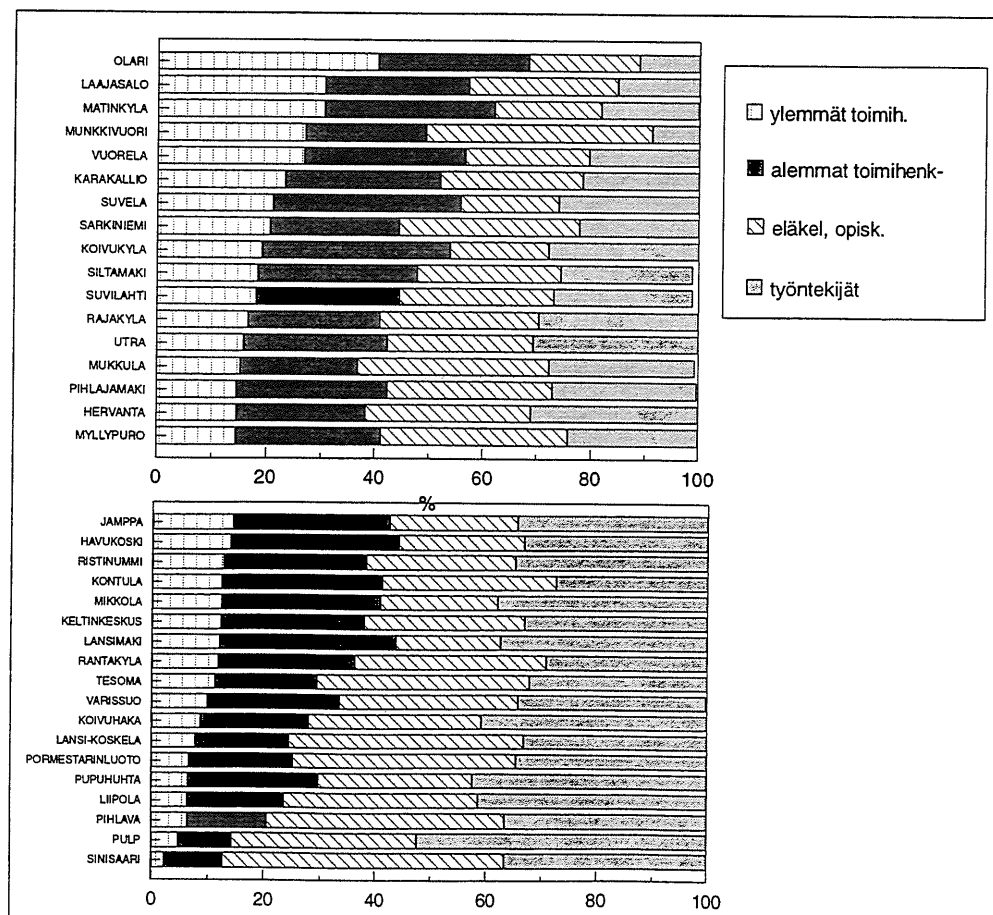 OLARI
LAAJASALO
MATINKYLA
MUNKKIVUORI
VUORELA
KARAKALLIO
SUVELA
SARKINIEMI
KOIVUKYLA
SILTAMAKI
SUVILAHTI
RAJAKYLA
UTRA
MUKKULA
PIHLAJAMAKI
HERVANTA
MYLLYPURO
0 20 40 60 80 100
%
ylemmät toimih.
alemmat toimihenk-
eläkel, opisk.
työntekijät
JAMPPA
HAVUKOSKI
RISTINUMMI
KONTULA
MIKKOLA
KELTINKESKUS
LANSIMAKI
RANTAKYLA
TESOMA
VARISSUO
KOIVUHAKA
LANSI-KOSKELA
PORMESTARINLUOTO
PUPUHUHTA
LIIPOLA
PIHLAVA
PULP
SINISAARI
0 20 40 60 80 100